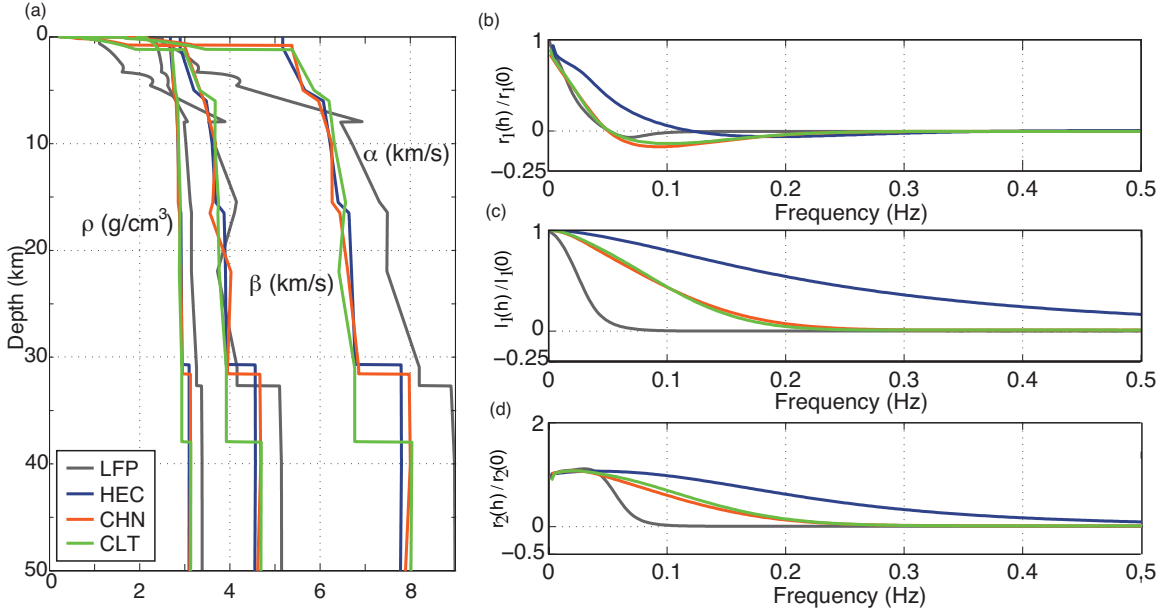 (a)
0
10
20
30
40
50
Depth (km)
0
2
4
6
8
α (km/s)
ρ (g/cm³)
β (km/s)
LFP
HEC
CHN
CLT
(b)
1
0
−0.25
r₁(h) / r₁(0)
0
0.1
0.2
0.3
0.4
0.5
Frequency (Hz)
(c)
1
0
−0.25
l₁(h) / l₁(0)
0
0.1
0.2
0.3
0.4
0.5
Frequency (Hz)
(d)
2
0
−0.5
r₂(h) / r₂(0)
0
0.1
0.2
0.3
0.4
0.5
Frequency (Hz)